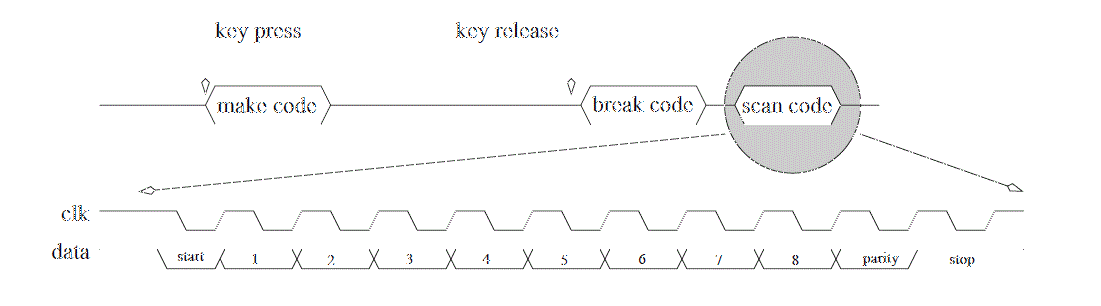 key press key release
make code break code scan code
clk
data start 1 2 3 4 5 6 7 8 parity stop